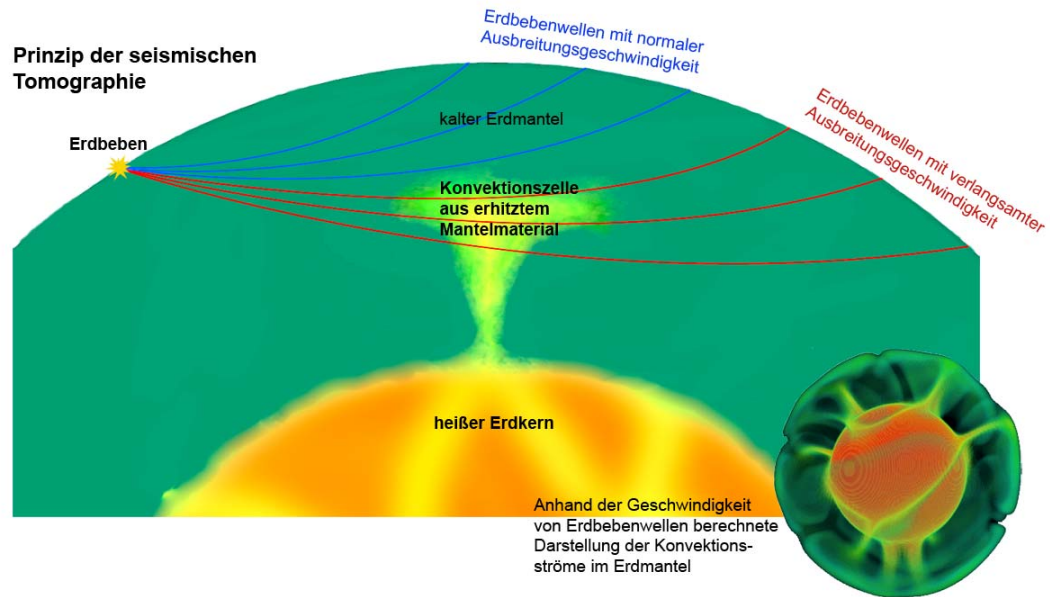 Prinzip der seismischen
Tomographie
Erdbebenwellen mit normaler
Ausbreitungsgeschwindigkeit
Erdbebenwellen mit verlangsamter
Ausbreitungsgeschwindigkeit
Erdbeben
kalter Erdmantel
Konvektionszelle
aus erhitztem
Mantelmaterial
heißer Erdkern
Anhand der Geschwindigkeit
von Erdbebenwellen berechnete
Darstellung der Konvektions-
ströme im Erdmantel